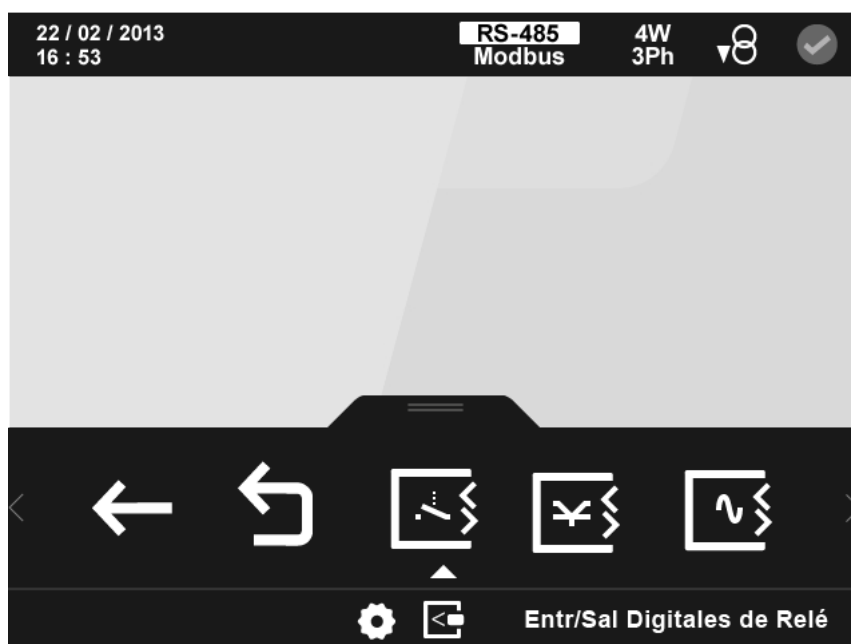 22 / 02 / 2013
16 : 53
RS-485
Modbus
4W
3Ph
Entr/Sal Digitales de Relé